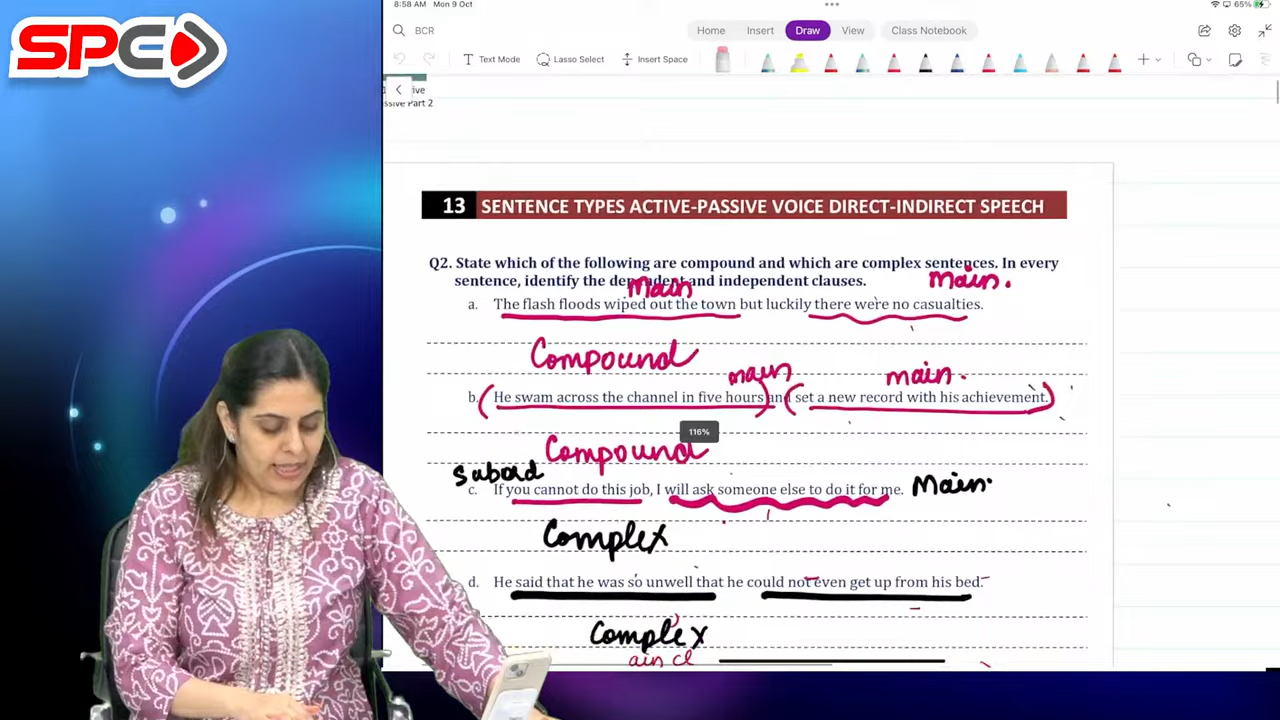 8:58 AM Mon 9 Oct
65%
SPE
BCR
Home Insert Draw View Class Notebook
Text Mode Lasso Select Insert Space
ive
ssive Part 2
13 SENTENCE TYPES ACTIVE-PASSIVE VOICE DIRECT-INDIRECT SPEECH
Q2. State which of the following are compound and which are complex sentences. In every
sentence, identify the dependent and independent clauses.
main main.
a. The flash floods wiped out the town but luckily there were no casualties.
Compound
main main.
b. (He swam across the channel in five hours) and (set a new record with his achievement.)
116%
Compound
Subord
c. If you cannot do this job, I will ask someone else to do it for me. Main.
Complex
d. He said that he was so unwell that he could not even get up from his bed.
Complex
ain cl